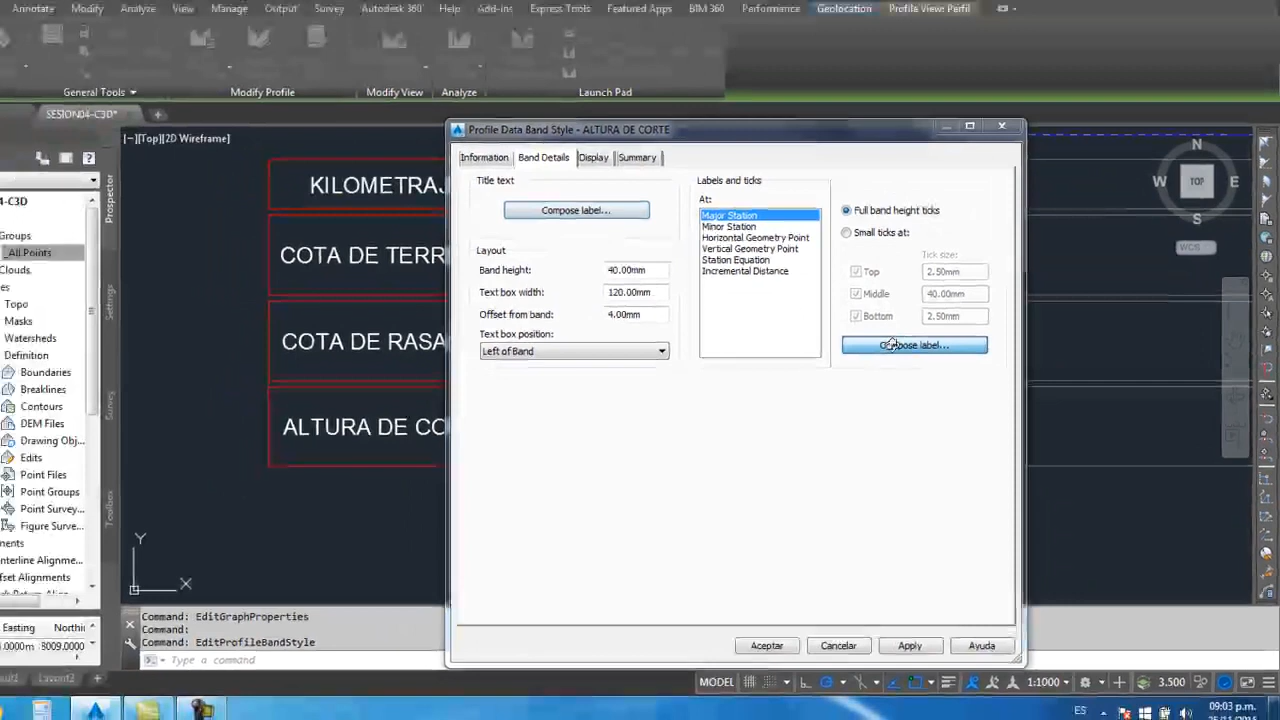 Annotate Modify Analyze View Manage Output Survey Autodesk 360 Help Add-ins Express Tools Featured Apps BIM 360 Performance Geolocation Profile View Perfil
General Tools Modify Profile Modify View Analyze Launch Pad
SESION04-C3D*
[−][Top][2D Wireframe]
Prospector
Settings
Survey
Toolbox
4-C3D
Groups
_All Points
Clouds
Topo
Masks
Watersheds
Definition
Boundaries
Breaklines
Contours
DEM Files
Drawing Obj...
Edits
Point Files
Point Groups
Point Survey...
Figure Surve...
ments
enterline Alignme...
ffset Alignments
Easting Northi
.0000m 8009.0000
KILOMETRAJ
COTA DE TERR
COTA DE RASA
ALTURA DE CO
Y
X
Profile Data Band Style - ALTURA DE CORTE
Information Band Details Display Summary
Title text
Compose label...
Layout
Band height: 40.00mm
Text box width: 120.00mm
Offset from band: 4.00mm
Text box position:
Left of Band
Labels and ticks
At:
Major Station
Minor Station
Horizontal Geometry Point
Vertical Geometry Point
Station Equation
Incremental Distance
Full band height ticks
Small ticks at:
Tick size:
Top 2.50mm
Middle 40.00mm
Bottom 2.50mm
Compose label...
Aceptar Cancelar Apply Ayuda
N
W TOP E
S
WCS
Command: EditGraphProperties
Command:
Command: EditProfileBandStyle
Type a command
Layout2
MODEL 1:1000 3.500
ES 09:03 p.m.